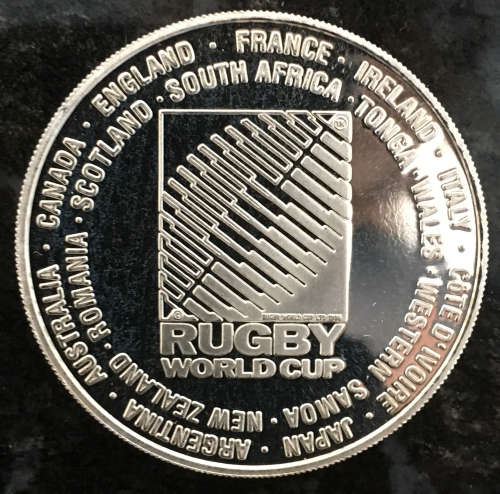 ARGENTINA · AUSTRALIA · CANADA · ENGLAND · FRANCE · IRELAND · ITALY · CÔTE D'IVOIRE · JAPAN ·
NEW ZEALAND · ROMANIA · SCOTLAND · SOUTH AFRICA · TONGA · WALES · WESTERN SAMOA ·
RUGBY
WORLD CUP